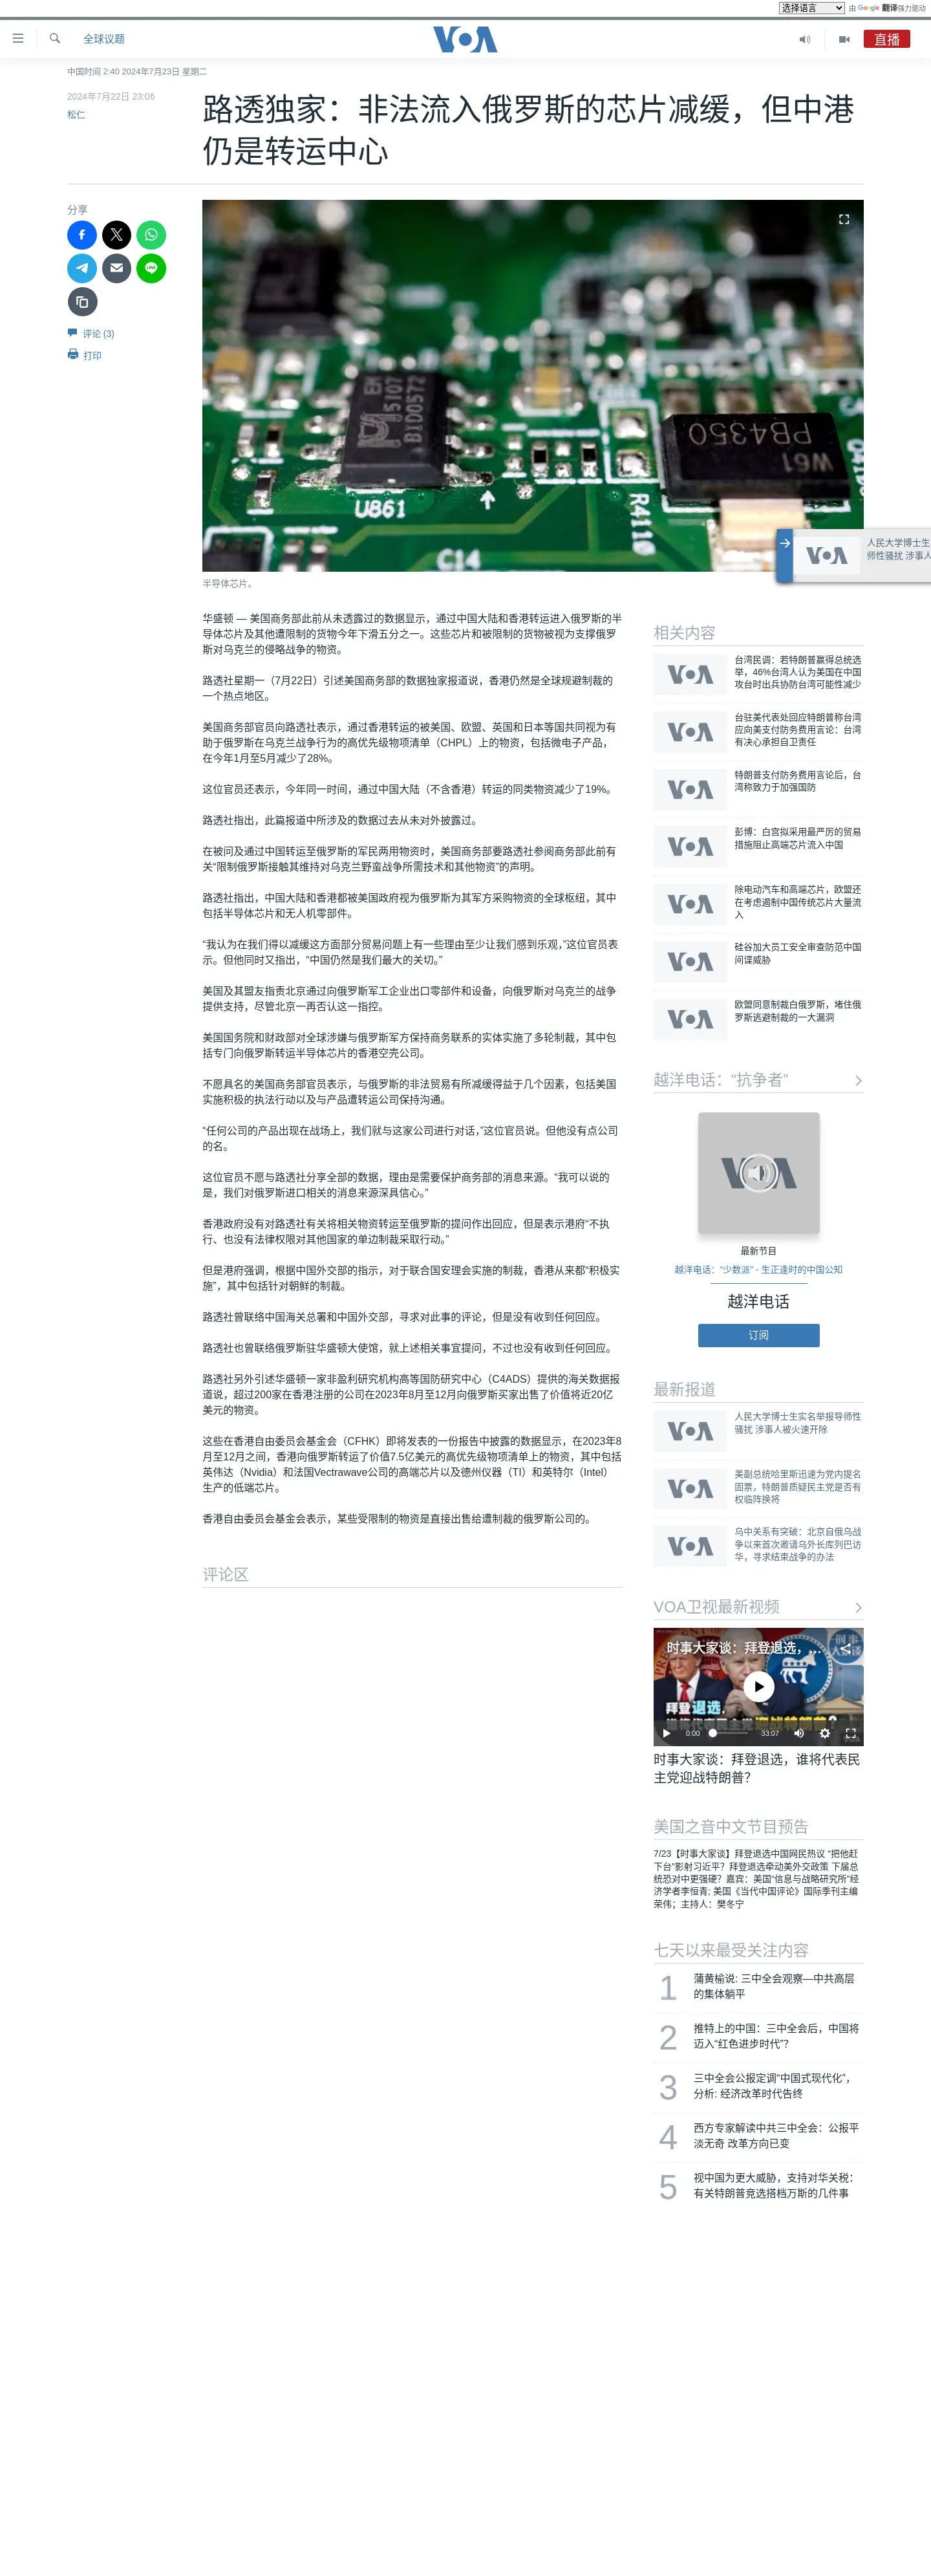 选择语言
由 Google 翻译强力驱动
全球议题
VOA
直播
中国时间 2:40 2024年7月23日 星期二
2024年7月22日 23:06
松仁
路透独家：非法流入俄罗斯的芯片减缓，但中港
仍是转运中心
分享
评论 (3)
打印
5107
BID0572
U861
C14
R411
PB4350
W61
半导体芯片。
人民大学博士生
师性骚扰 涉事人
华盛顿 — 美国商务部此前从未透露过的数据显示，通过中国大陆和香港转运进入俄罗斯的半
导体芯片及其他遭限制的货物今年下滑五分之一。这些芯片和被限制的货物被视为支撑俄罗
斯对乌克兰的侵略战争的物资。
路透社星期一（7月22日）引述美国商务部的数据独家报道说，香港仍然是全球规避制裁的
一个热点地区。
美国商务部官员向路透社表示，通过香港转运的被美国、欧盟、英国和日本等国共同视为有
助于俄罗斯在乌克兰战争行为的高优先级物项清单（CHPL）上的物资，包括微电子产品，
在今年1月至5月减少了28%。
这位官员还表示，今年同一时间，通过中国大陆（不含香港）转运的同类物资减少了19%。
路透社指出，此篇报道中所涉及的数据过去从未对外披露过。
在被问及通过中国转运至俄罗斯的军民两用物资时，美国商务部要路透社参阅商务部此前有
关“限制俄罗斯接触其维持对乌克兰野蛮战争所需技术和其他物资”的声明。
路透社指出，中国大陆和香港都被美国政府视为俄罗斯为其军方采购物资的全球枢纽，其中
包括半导体芯片和无人机零部件。
“我认为在我们得以减缓这方面部分贸易问题上有一些理由至少让我们感到乐观，”这位官员表
示。但他同时又指出，“中国仍然是我们最大的关切。”
美国及其盟友指责北京通过向俄罗斯军工企业出口零部件和设备，向俄罗斯对乌克兰的战争
提供支持，尽管北京一再否认这一指控。
美国国务院和财政部对全球涉嫌与俄罗斯军方保持商务联系的实体实施了多轮制裁，其中包
括专门向俄罗斯转运半导体芯片的香港空壳公司。
不愿具名的美国商务部官员表示，与俄罗斯的非法贸易有所减缓得益于几个因素，包括美国
实施积极的执法行动以及与产品遭转运公司保持沟通。
“任何公司的产品出现在战场上，我们就与这家公司进行对话，”这位官员说。但他没有点公司
的名。
这位官员不愿与路透社分享全部的数据，理由是需要保护商务部的消息来源。“我可以说的
是，我们对俄罗斯进口相关的消息来源深具信心。”
香港政府没有对路透社有关将相关物资转运至俄罗斯的提问作出回应，但是表示港府“不执
行、也没有法律权限对其他国家的单边制裁采取行动。”
但是港府强调，根据中国外交部的指示，对于联合国安理会实施的制裁，香港从来都“积极实
施”，其中包括针对朝鲜的制裁。
路透社曾联络中国海关总署和中国外交部，寻求对此事的评论，但是没有收到任何回应。
路透社也曾联络俄罗斯驻华盛顿大使馆，就上述相关事宜提问，不过也没有收到任何回应。
路透社另外引述华盛顿一家非盈利研究机构高等国防研究中心（C4ADS）提供的海关数据报
道说，超过200家在香港注册的公司在2023年8月至12月向俄罗斯买家出售了价值将近20亿
美元的物资。
这些在香港自由委员会基金会（CFHK）即将发表的一份报告中披露的数据显示，在2023年8
月至12月之间，香港向俄罗斯转运了价值7.5亿美元的高优先级物项清单上的物资，其中包括
英伟达（Nvidia）和法国Vectrawave公司的高端芯片以及德州仪器（TI）和英特尔（Intel）
生产的低端芯片。
香港自由委员会基金会表示，某些受限制的物资是直接出售给遭制裁的俄罗斯公司的。
评论区
相关内容
台湾民调：若特朗普赢得总统选
举，46%台湾人认为美国在中国
攻台时出兵协防台湾可能性减少
台驻美代表处回应特朗普称台湾
应向美支付防务费用言论：台湾
有决心承担自卫责任
特朗普支付防务费用言论后，台
湾称致力于加强国防
彭博：白宫拟采用最严厉的贸易
措施阻止高端芯片流入中国
除电动汽车和高端芯片，欧盟还
在考虑遏制中国传统芯片大量流
入
硅谷加大员工安全审查防范中国
间谍威胁
欧盟同意制裁白俄罗斯，堵住俄
罗斯逃避制裁的一大漏洞
越洋电话：“抗争者”
最新节目
越洋电话：“少数派” - 生正逢时的中国公知
越洋电话
订阅
最新报道
人民大学博士生实名举报导师性
骚扰 涉事人被火速开除
美副总统哈里斯迅速为党内提名
固票，特朗普质疑民主党是否有
权临阵换将
乌中关系有突破：北京自俄乌战
争以来首次邀请乌外长库列巴访
华，寻求结束战争的办法
VOA卫视最新视频
时事大家谈：拜登退选，...
拜登退选,
0:00
33:07
时事大家谈：拜登退选，谁将代表民
主党迎战特朗普？
美国之音中文节目预告
7/23【时事大家谈】拜登退选中国网民热议 “把他赶
下台”影射习近平？拜登退选牵动美外交政策 下届总
统恐对中更强硬？嘉宾：美国“信息与战略研究所”经
济学者李恒青; 美国《当代中国评论》国际季刊主编
荣伟；主持人：樊冬宁
七天以来最受关注内容
1
蒲黄榆说: 三中全会观察—中共高层
的集体躺平
2
推特上的中国：三中全会后，中国将
迈入“红色进步时代”？
3
三中全会公报定调“中国式现代化”，
分析: 经济改革时代告终
4
西方专家解读中共三中全会：公报平
淡无奇 改革方向已变
5
视中国为更大威胁，支持对华关税：
有关特朗普竞选搭档万斯的几件事